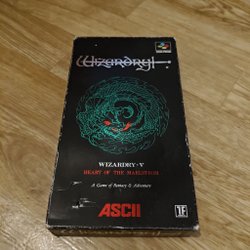 Wizardry
WIZARDRY·V
HEART OF THE MAELSTROM
A Game of Fantasy & Adventure
ASCII